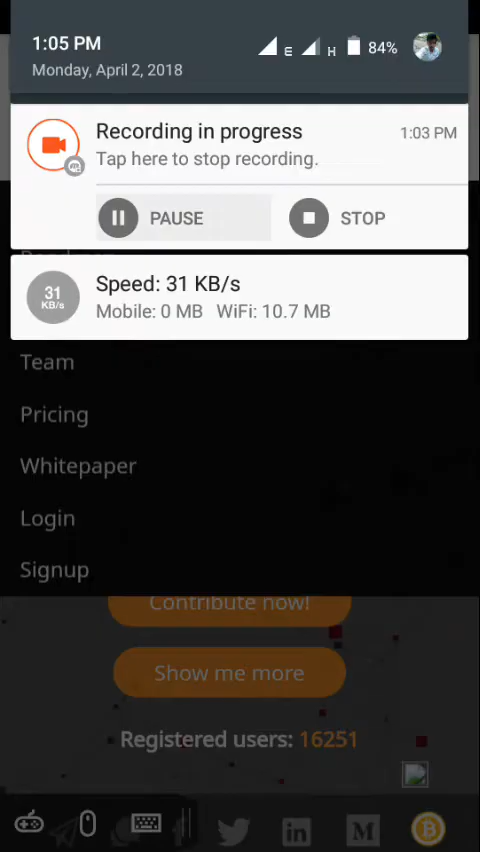 1:05 PM
E
H
84%
Monday, April 2, 2018
Recording in progress
1:03 PM
Tap here to stop recording.
PAUSE
STOP
31
KB/s
Speed: 31 KB/s
Mobile: 0 MB WiFi: 10.7 MB
Team
Pricing
Whitepaper
Login
Signup
Contribute now!
Show me more
Registered users: 16251